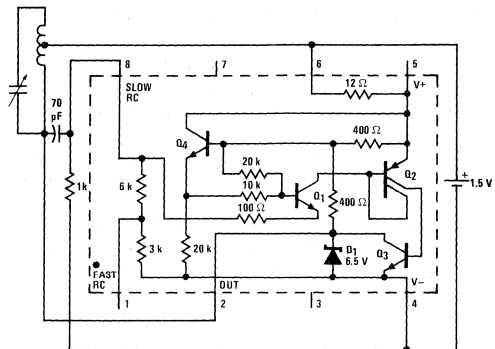 8
7
6
5
SLOW
RC
12 Ω
V+
70
pF
Q4
400 Ω
20 k
Q2
1k
6 k
10 k
100 Ω
Q1
400 Ω
+
1.5 V
3 k
20 k
D1
6.5 V
Q3
FAST
RC
OUT
V−
1
2
3
4